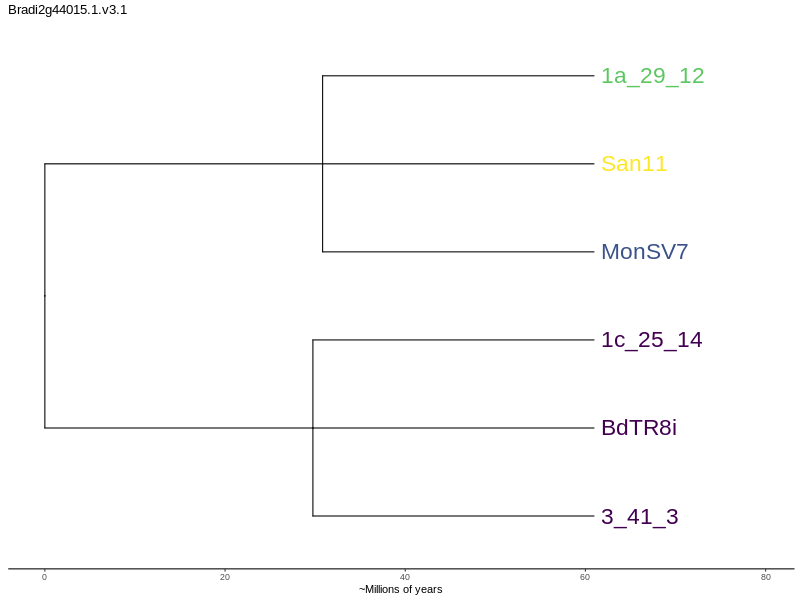 Bradi2g44015.1.v3.1
1a_29_12
San11
MonSV7
1c_25_14
BdTR8i
3_41_3
0 20 40 60 80
~Millions of years